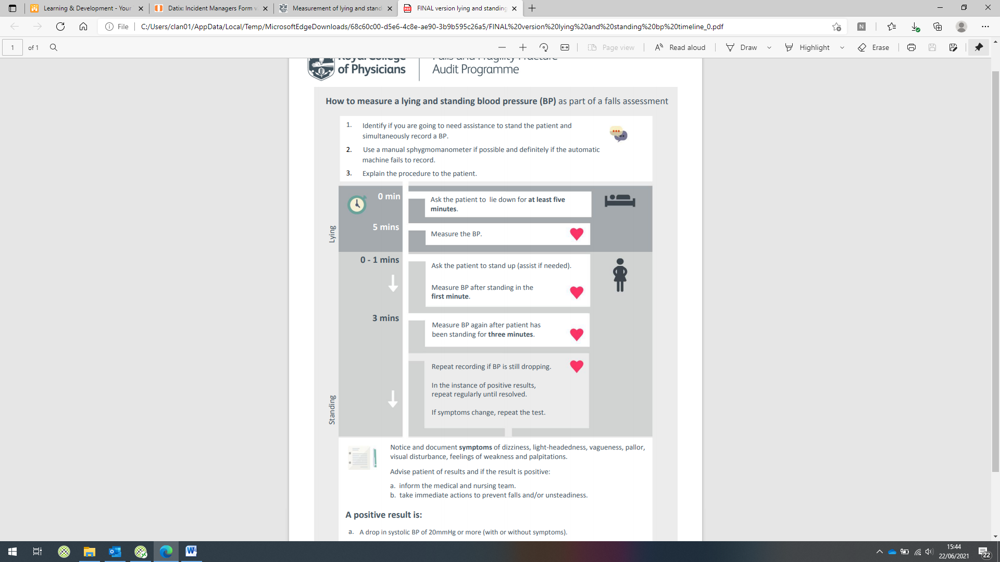 Learning & Development - Your
Datix: Incident Managers Form v
Measurement of lying and stand
FINAL version lying and standing
File
C:/Users/clan01/AppData/Local/Temp/MicrosoftEdgeDownloads/68c60c00-d5e6-4c8e-ae90-3b9b595c26a5/FINAL%20version%20lying%20and%20standing%20bp%20timeline_0.pdf
1 of 1
Page view
Read aloud
Draw
Highlight
Erase
Royal College
of Physicians
Falls and Fragility Fracture
Audit Programme
How to measure a lying and standing blood pressure (BP) as part of a falls assessment
1. Identify if you are going to need assistance to stand the patient and
simultaneously record a BP.
2. Use a manual sphygmomanometer if possible and definitely if the automatic
machine fails to record.
3. Explain the procedure to the patient.
Lying
0 min
Ask the patient to lie down for at least five
minutes.
5 mins
Measure the BP.
0 - 1 mins
Ask the patient to stand up (assist if needed).
Measure BP after standing in the
first minute.
3 mins
Measure BP again after patient has
been standing for three minutes.
Repeat recording if BP is still dropping.
In the instance of positive results,
repeat regularly until resolved.
If symptoms change, repeat the test.
Standing
Notice and document symptoms of dizziness, light-headedness, vagueness, pallor,
visual disturbance, feelings of weakness and palpitations.
Advise patient of results and if the result is positive:
a. inform the medical and nursing team.
b. take immediate actions to prevent falls and/or unsteadiness.
A positive result is:
a. A drop in systolic BP of 20mmHg or more (with or without symptoms).
15:44
22/06/2021
22